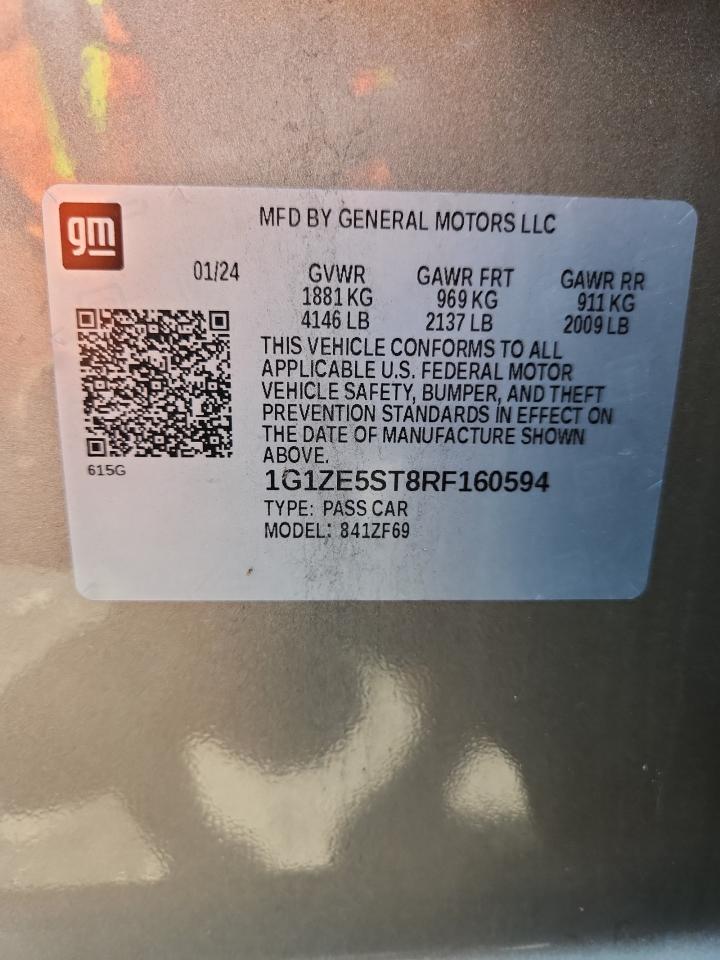 gm
MFD BY GENERAL MOTORS LLC
01/24 GVWR GAWR FRT GAWR RR
1881 KG 969 KG 911 KG
4146 LB 2137 LB 2009 LB
THIS VEHICLE CONFORMS TO ALL
APPLICABLE U.S. FEDERAL MOTOR
VEHICLE SAFETY, BUMPER, AND THEFT
PREVENTION STANDARDS IN EFFECT ON
THE DATE OF MANUFACTURE SHOWN
ABOVE.
615G
1G1ZE5ST8RF160594
TYPE: PASS CAR
MODEL: 841ZF69